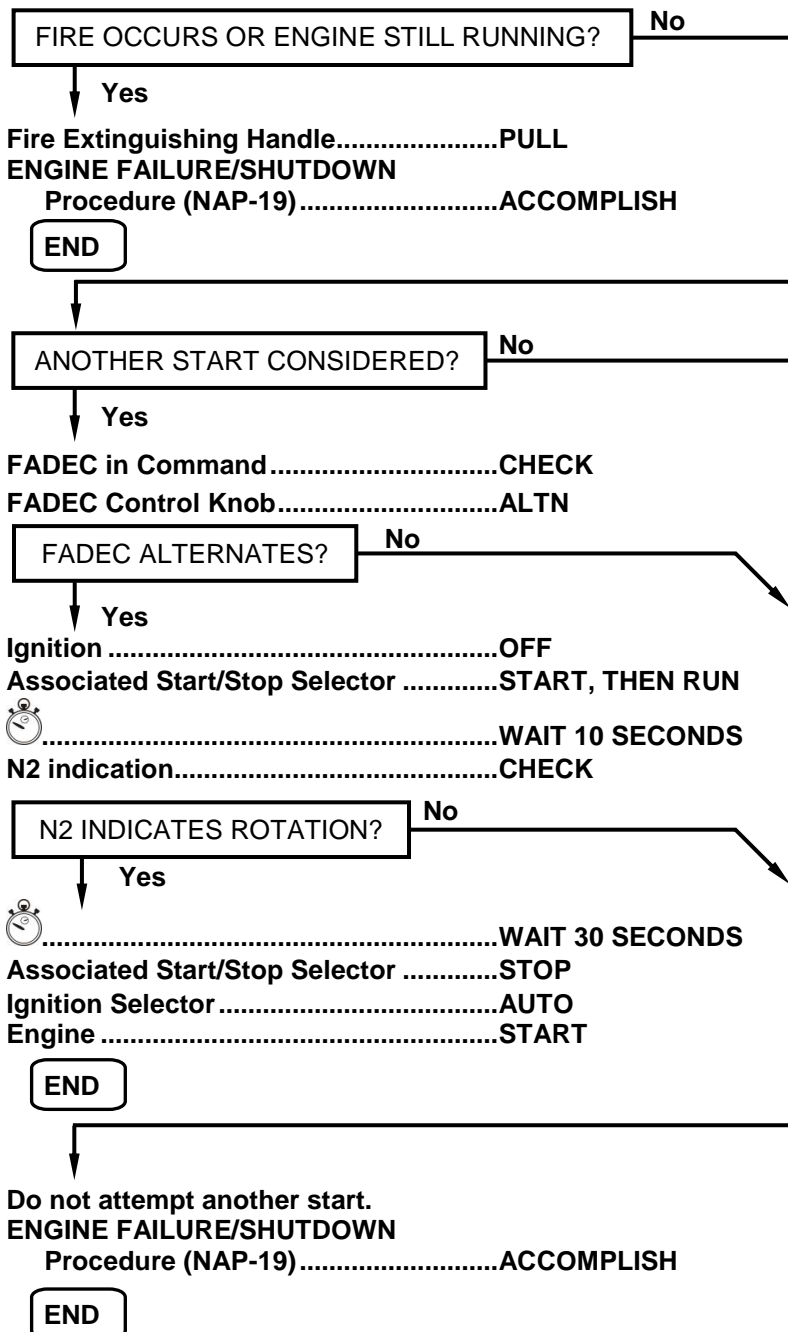 FIRE OCCURS OR ENGINE STILL RUNNING? No
Yes
Fire Extinguishing Handle......................PULL
ENGINE FAILURE/SHUTDOWN
Procedure (NAP-19)...........................ACCOMPLISH
END
ANOTHER START CONSIDERED? No
Yes
FADEC in Command...............................CHECK
FADEC Control Knob..............................ALTN
FADEC ALTERNATES? No
Yes
Ignition .....................................................OFF
Associated Start/Stop Selector .............START, THEN RUN
..............................................................WAIT 10 SECONDS
N2 indication............................................CHECK
N2 INDICATES ROTATION? No
Yes
..............................................................WAIT 30 SECONDS
Associated Start/Stop Selector .............STOP
Ignition Selector ......................................AUTO
Engine ......................................................START
END
Do not attempt another start.
ENGINE FAILURE/SHUTDOWN
Procedure (NAP-19)...........................ACCOMPLISH
END